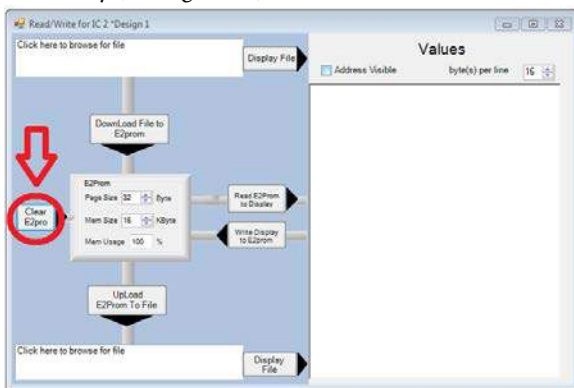 Read/Write for IC 2 "Design 1
Click here to browse for file
Display File
Values
Address Visible
byte(s) per line
16
DownLoad File to
E2prom
E2Prom
Page Size 32 Byte
Mem Size 16 KByte
Mem Usage 100 %
Clear
E2pro
Read E2Prom
to Display
Write Display
to E2prom
UpLoad
E2Prom To File
Click here to browse for file
Display
File